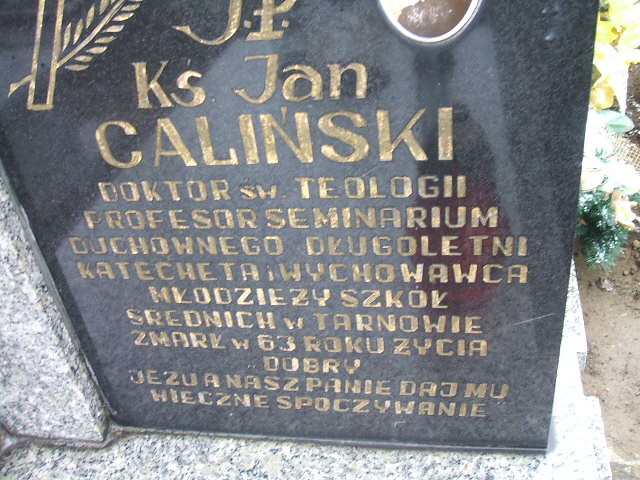 Ś.P.
Ks Jan
CALIŃSKI
DOKTOR ŚW. TEOLOGII
PROFESOR SEMINARIUM
DUCHOWNEGO DŁUGOLETNI
KATECHETA i WYCHOWAWCA
MŁODZIEŻY SZKÓŁ
ŚREDNICH w TARNOWIE
ZMARŁ w 63 ROKU ŻYCIA
DOBRY
JEZU A NASZ PANIE DAJ MU
WIECZNE SPOCZYWANIE